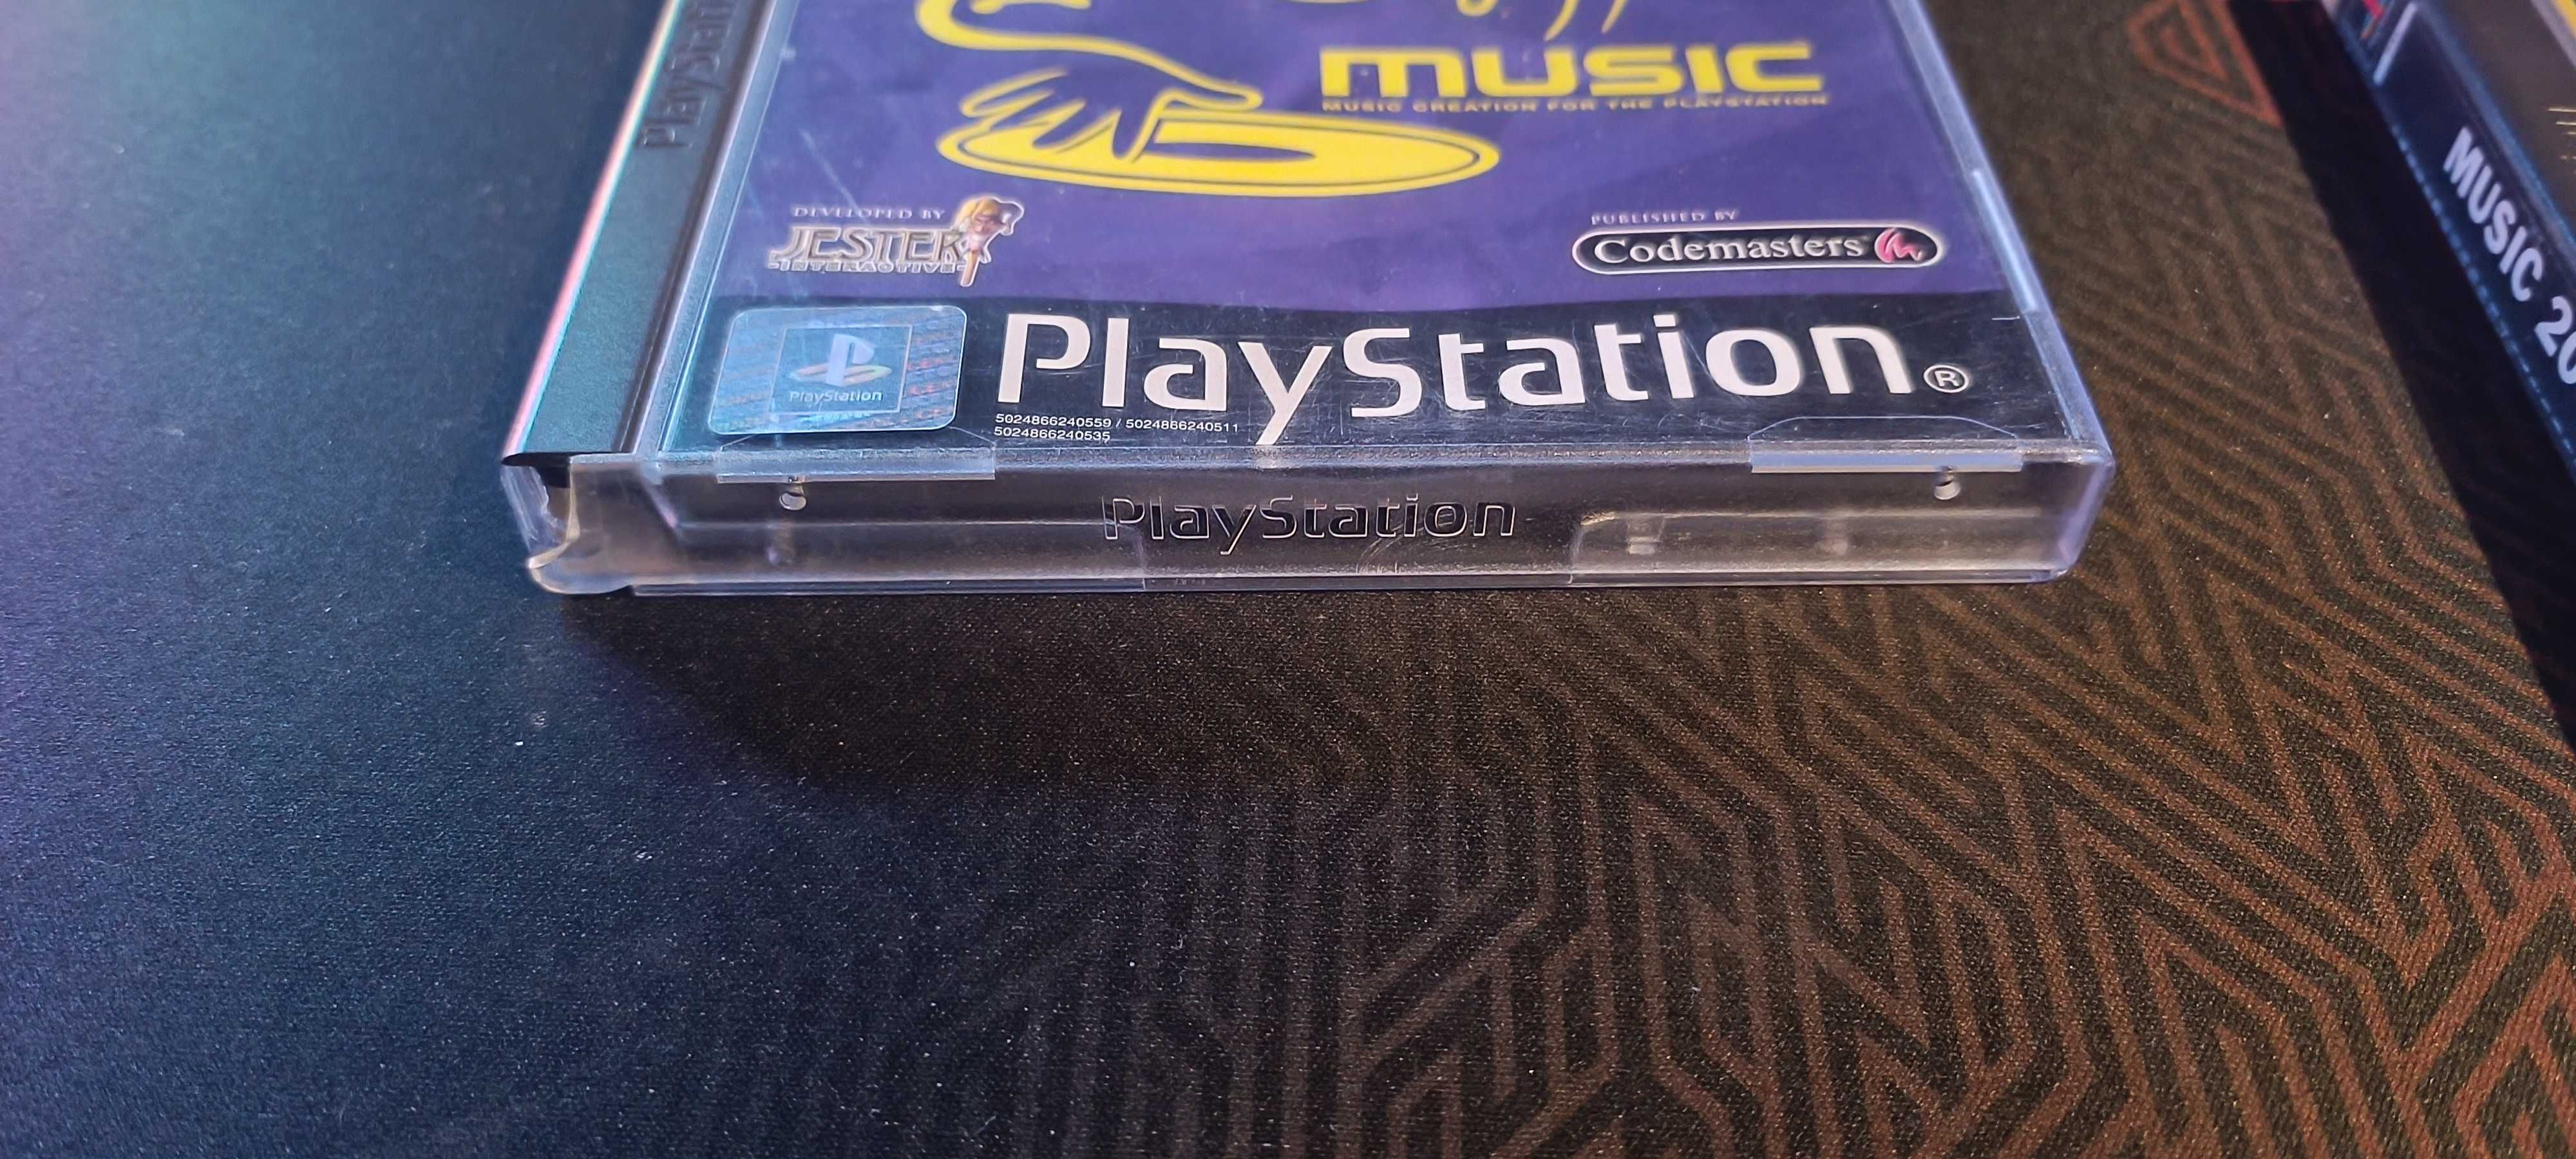 MUSIC
MUSIC CREATION FOR THE PLAYSTATION
DEVELOPED BY
JESTER
INTERACTIVE
PUBLISHED BY
Codemasters
PlayStation
PlayStation®
5024866240559 / 5024866240511
5024866240535
PlayStation
PlayStati
MUSIC 20